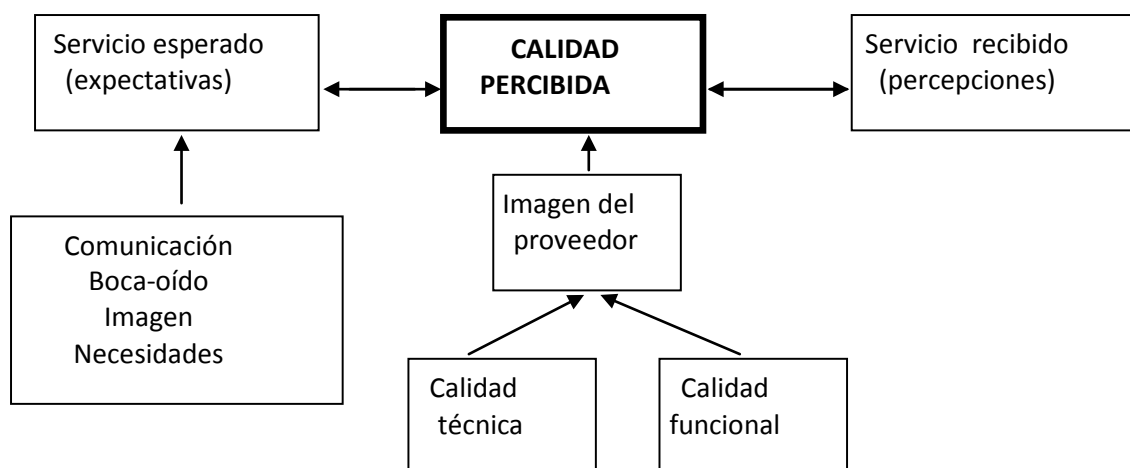 Servicio esperado
(expectativas)
CALIDAD
PERCIBIDA
Servicio recibido
(percepciones)
Imagen del
proveedor
Comunicación
Boca-oído
Imagen
Necesidades
Calidad
técnica
Calidad
funcional